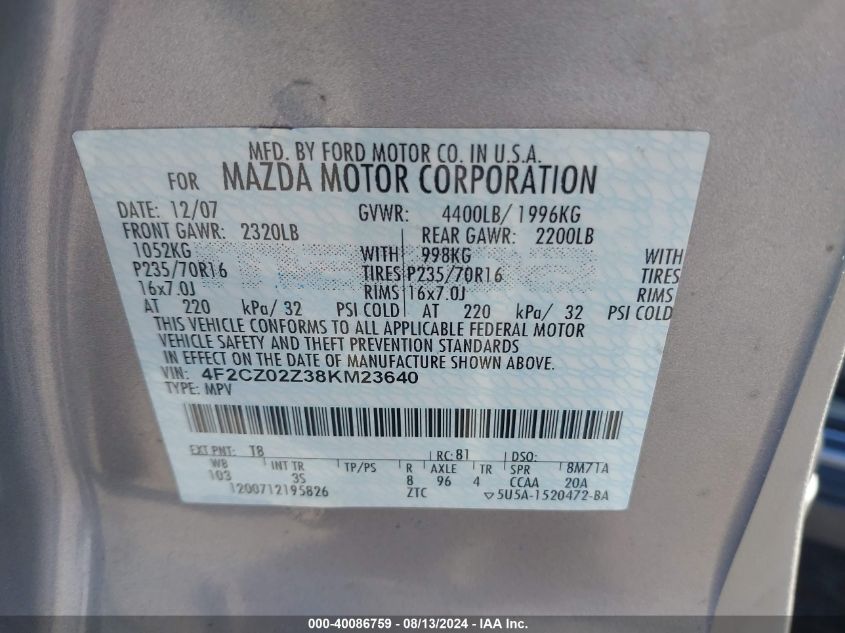 MFD. BY FORD MOTOR CO. IN U.S.A.
FOR MAZDA MOTOR CORPORATION
DATE: 12/07 GVWR: 4400LB/ 1996KG
FRONT GAWR: 2320LB REAR GAWR: 2200LB
1052KG WITH 998KG WITH
P235/70R16 TIRES P235/70R16 TIRES
16x7.0J RIMS 16x7.0J RIMS
AT 220 kPa/ 32 PSI COLD AT 220 kPa/ 32 PSI COLD
THIS VEHICLE CONFORMS TO ALL APPLICABLE FEDERAL MOTOR
VEHICLE SAFETY AND THEFT PREVENTION STANDARDS
IN EFFECT ON THE DATE OF MANUFACTURE SHOWN ABOVE.
VIN: 4F2CZ02Z38KM23640
TYPE: MPV
EXT PNT: T8 RC: 81 DSO:
WB INT TR TP/PS R AXLE TR SPR 8M71A
103 3S 8 96 4 CCAA 20A
1200712195826 ZTC ▽5U5A-1520472-BA
000-40086759 - 08/13/2024 - IAA Inc.